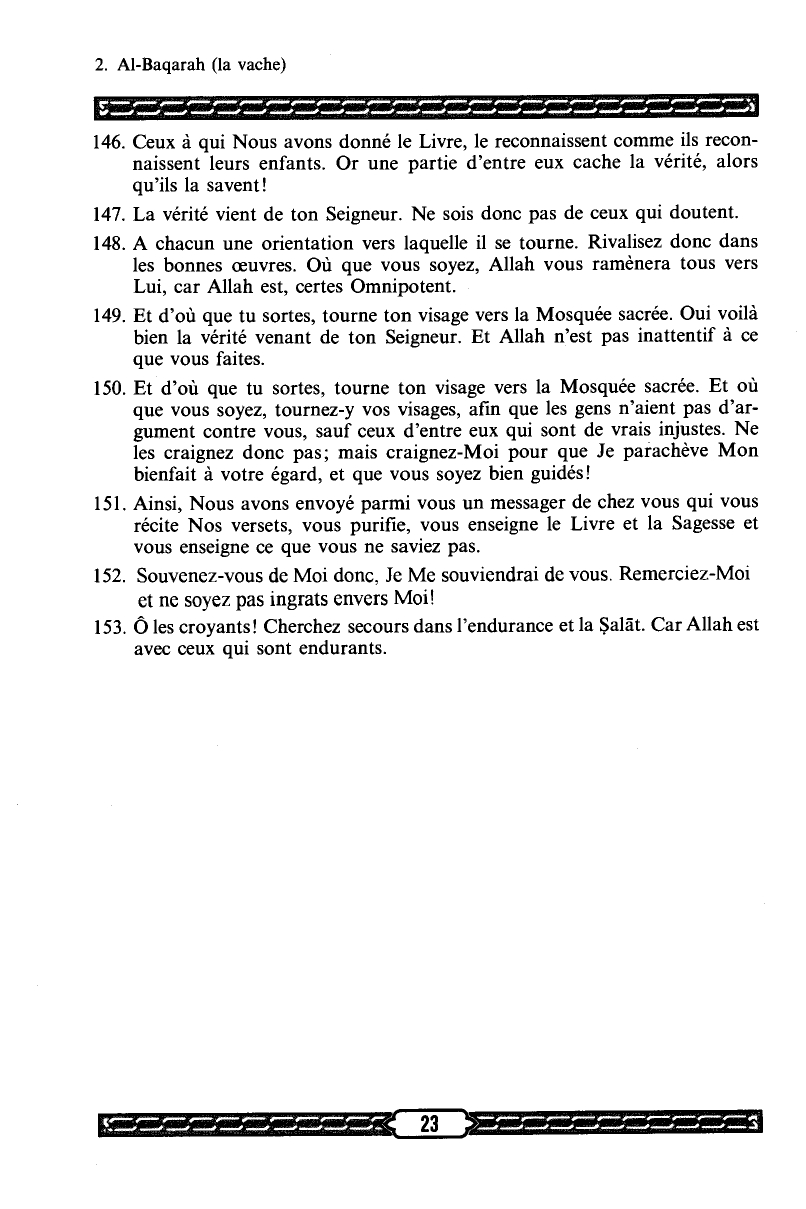 2. Al-Baqarah (la vache)
146. Ceux à qui Nous avons donné le Livre, le reconnaissent comme ils recon-
naissent leurs enfants. Or une partie d'entre eux cache la vérité, alors
qu'ils la savent!
147. La vérité vient de ton Seigneur. Ne sois donc pas de ceux qui doutent.
148. A chacun une orientation vers laquelle il se tourne. Rivalisez donc dans
les bonnes œuvres. Où que vous soyez, Allah vous ramènera tous vers
Lui, car Allah est, certes Omnipotent.
149. Et d'où que tu sortes, tourne ton visage vers la Mosquée sacrée. Oui voilà
bien la vérité venant de ton Seigneur. Et Allah n'est pas inattentif à ce
que vous faites.
150. Et d'où que tu sortes, tourne ton visage vers la Mosquée sacrée. Et où
que vous soyez, tournez-y vos visages, afin que les gens n'aient pas d'ar-
gument contre vous, sauf ceux d'entre eux qui sont de vrais injustes. Ne
les craignez donc pas; mais craignez-Moi pour que Je parachève Mon
bienfait à votre égard, et que vous soyez bien guidés!
151. Ainsi, Nous avons envoyé parmi vous un messager de chez vous qui vous
récite Nos versets, vous purifie, vous enseigne le Livre et la Sagesse et
vous enseigne ce que vous ne saviez pas.
152. Souvenez-vous de Moi donc, Je Me souviendrai de vous. Remerciez-Moi
et ne soyez pas ingrats envers Moi!
153. Ô les croyants! Cherchez secours dans l'endurance et la Ṣalāt. Car Allah est
avec ceux qui sont endurants.
23